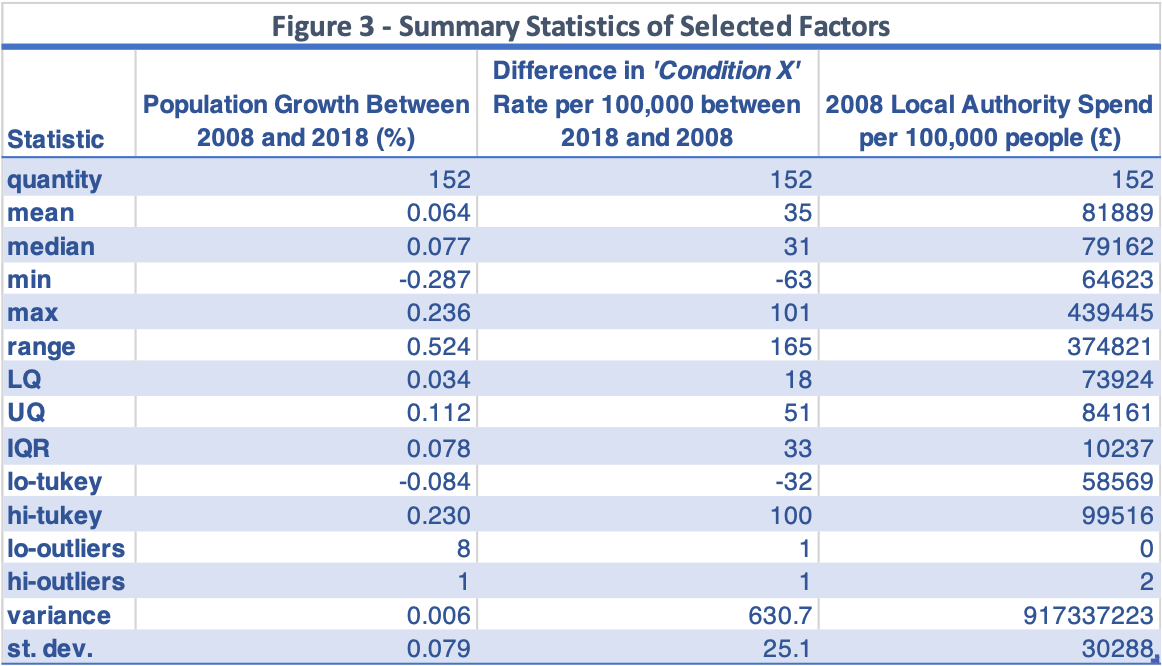 Figure 3 - Summary Statistics of Selected Factors
Statistic Population Growth Between 2008 and 2018 (%) Difference in 'Condition X' Rate per 100,000 between 2018 and 2008 2008 Local Authority Spend per 100,000 people (£)
quantity 152 152 152
mean 0.064 35 81889
median 0.077 31 79162
min -0.287 -63 64623
max 0.236 101 439445
range 0.524 165 374821
LQ 0.034 18 73924
UQ 0.112 51 84161
IQR 0.078 33 10237
lo-tukey -0.084 -32 58569
hi-tukey 0.230 100 99516
lo-outliers 8 1 0
hi-outliers 1 1 2
variance 0.006 630.7 917337223
st. dev. 0.079 25.1 30288